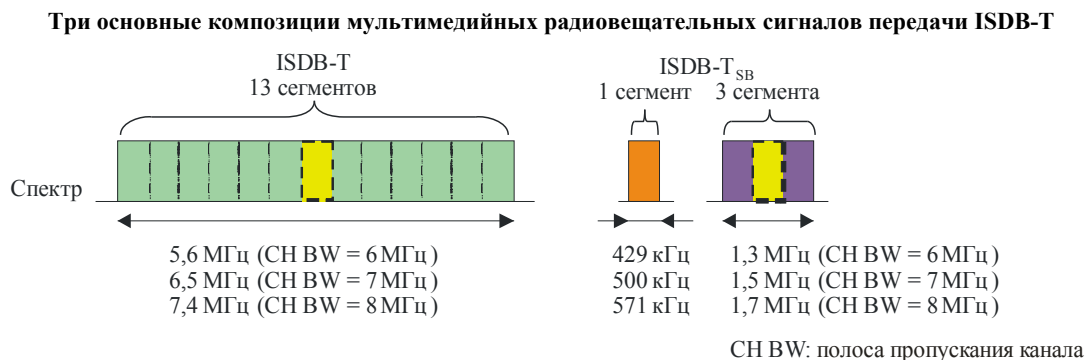 Три основные композиции мультимедийных радиовещательных сигналов передачи ISDB-T
ISDB-T
13 сегментов
ISDB-T_SB
1 сегмент
3 сегмента
Спектр
5,6 МГц (CH BW = 6 МГц)
6,5 МГц (CH BW = 7 МГц)
7,4 МГц (CH BW = 8 МГц)
429 кГц
500 кГц
571 кГц
1,3 МГц (CH BW = 6 МГц)
1,5 МГц (CH BW = 7 МГц)
1,7 МГц (CH BW = 8 МГц)
CH BW: полоса пропускания канала